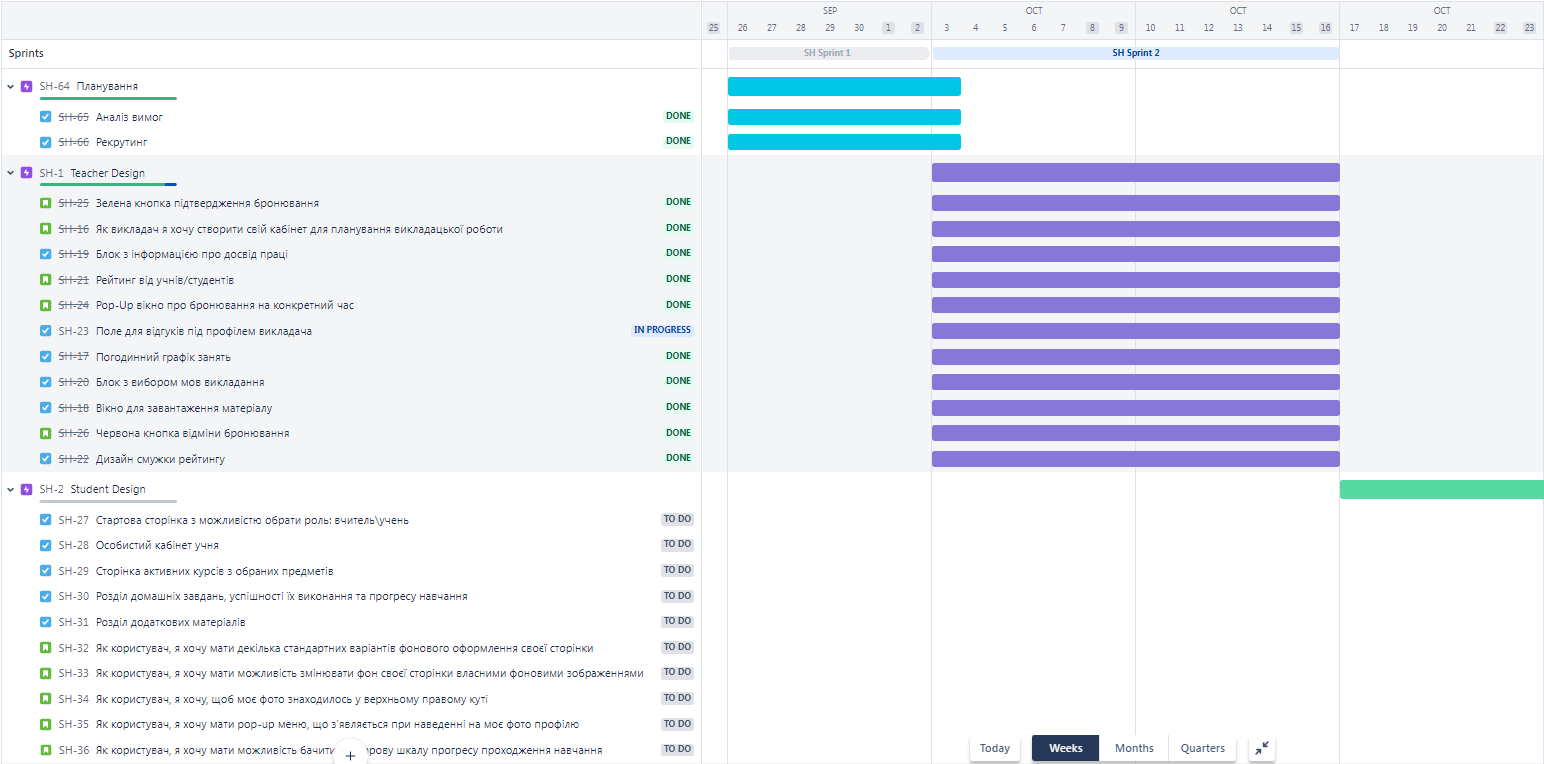 SEP OCT OCT OCT
25 26 27 28 29 30 1 2 3 4 5 6 7 8 9 10 11 12 13 14 15 16 17 18 19 20 21 22 23
Sprints SH Sprint 1 SH Sprint 2
SH-64 Планування
SH-65 Аналіз вимог DONE
SH-66 Рекрутинг DONE
SH-1 Teacher Design
SH-25 Зелена кнопка підтвердження бронювання DONE
SH-16 Як викладач я хочу створити свій кабінет для планування викладацької роботи DONE
SH-19 Блок з інформацією про досвід праці DONE
SH-21 Рейтинг від учнів/студентів DONE
SH-24 Pop-Up вікно про бронювання на конкретний час DONE
SH-23 Поле для відгуків під профілем викладача IN PROGRESS
SH-17 Погодинний графік занять DONE
SH-20 Блок з вибором мов викладання DONE
SH-18 Вікно для завантаження матеріалу DONE
SH-26 Червона кнопка відміни бронювання DONE
SH-22 Дизайн смужки рейтингу DONE
SH-2 Student Design
SH-27 Стартова сторінка з можливістю обрати роль: вчитель\учень TO DO
SH-28 Особистий кабінет учня TO DO
SH-29 Сторінка активних курсів з обраних предметів TO DO
SH-30 Розділ домашніх завдань, успішності їх виконання та прогресу навчання TO DO
SH-31 Розділ додаткових матеріалів TO DO
SH-32 Як користувач, я хочу мати декілька стандартних варіантів фонового оформлення своєї сторінки TO DO
SH-33 Як користувач, я хочу мати можливість змінювати фон своєї сторінки власними фоновими зображеннями TO DO
SH-34 Як користувач, я хочу, щоб моє фото знаходилось у верхньому правому куті TO DO
SH-35 Як користувач, я хочу мати pop-up меню, що з'являється при наведенні на моє фото профілю TO DO
SH-36 Як користувач, я хочу мати можливість бачити шкалу прогресу проходження навчання TO DO
Today Weeks Months Quarters